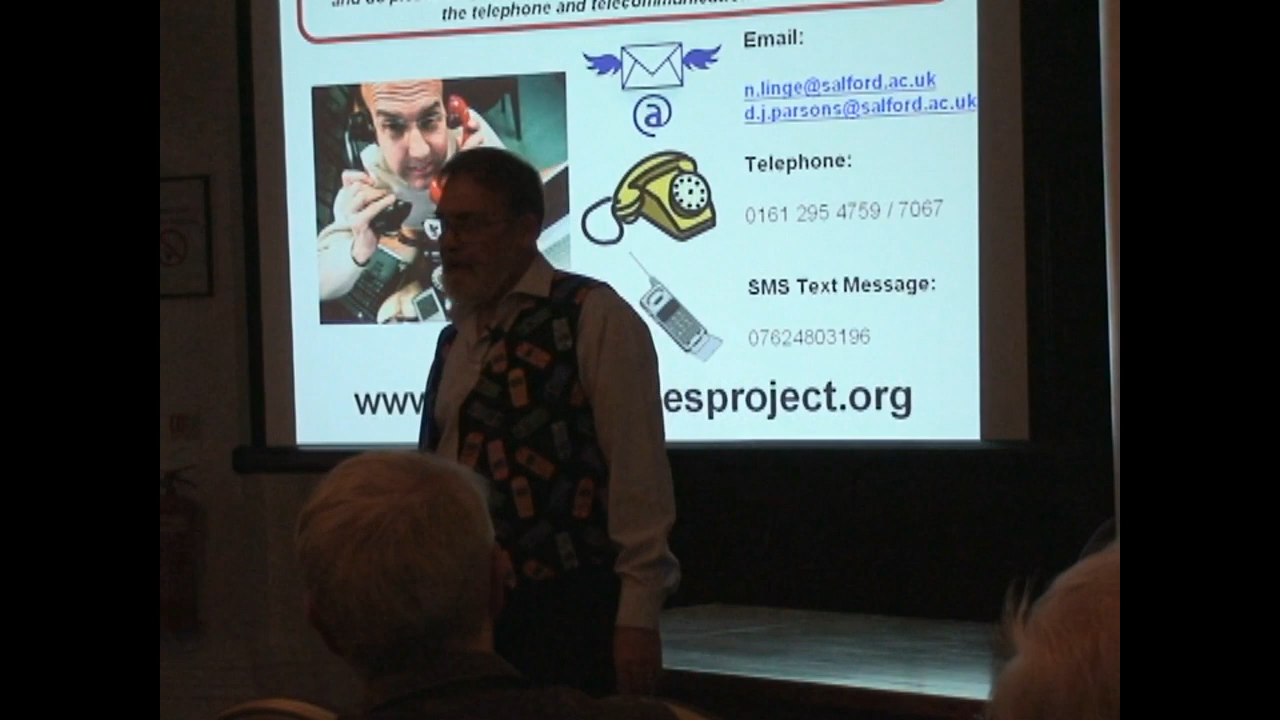 the telephone and
Email:
n.linge@salford.ac.uk
d.j.parsons@salford.ac.uk
@
Telephone:
0161 295 4759 / 7067
SMS Text Message:
07624803196
www esproject.org